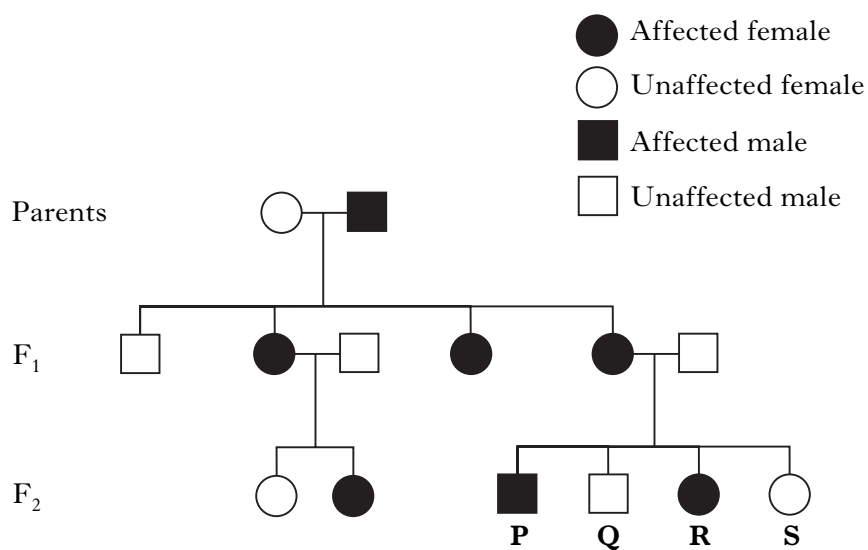 Affected female
Unaffected female
Affected male
Unaffected male
Parents
F₁
F₂
P Q R S